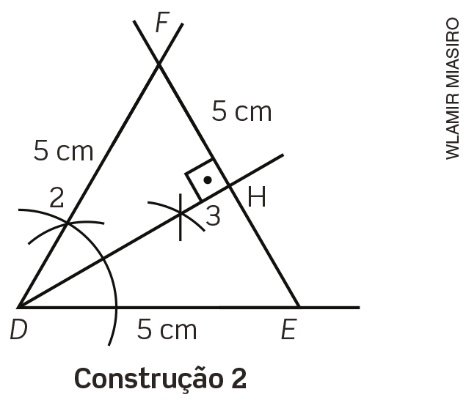 F
5 cm
5 cm
2
H
3
D
5 cm
E
Construção 2
WLAMIR MIASIRO